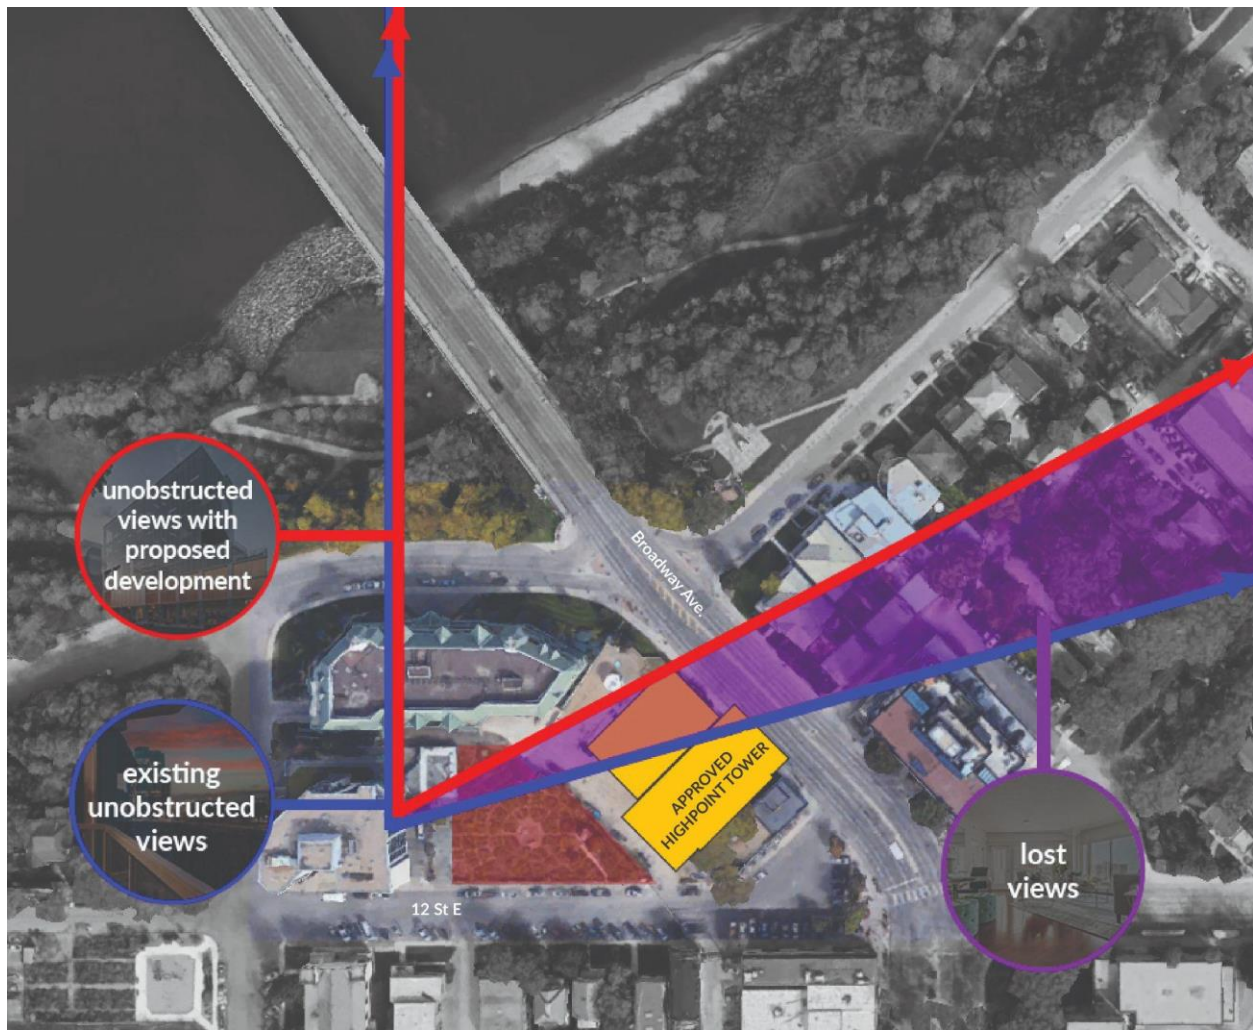 unobstructed
views with
proposed
development
Broadway Ave.
existing
unobstructed
views
APPROVED
HIGHPOINT TOWER
lost
views
12 St E